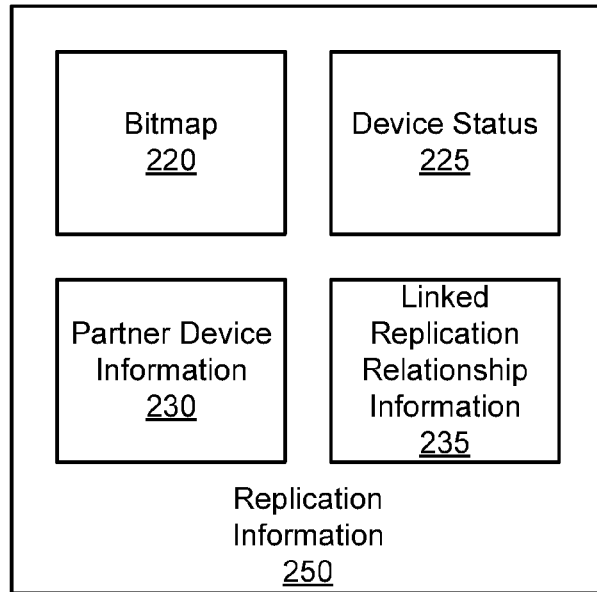 Bitmap
220
Device Status
225
Partner Device
Information
230
Linked
Replication
Relationship
Information
235
Replication
Information
250